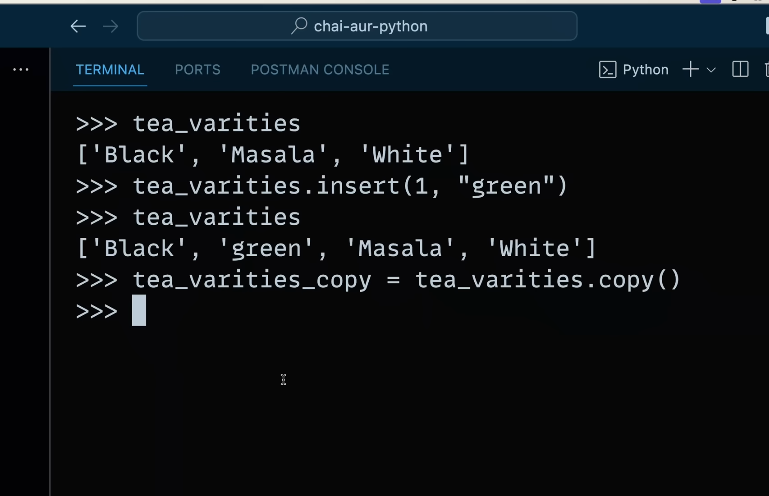 chai-aur-python
TERMINAL PORTS POSTMAN CONSOLE Python
>>> tea_varities
['Black', 'Masala', 'White']
>>> tea_varities.insert(1, "green")
>>> tea_varities
['Black', 'green', 'Masala', 'White']
>>> tea_varities_copy = tea_varities.copy()
>>>